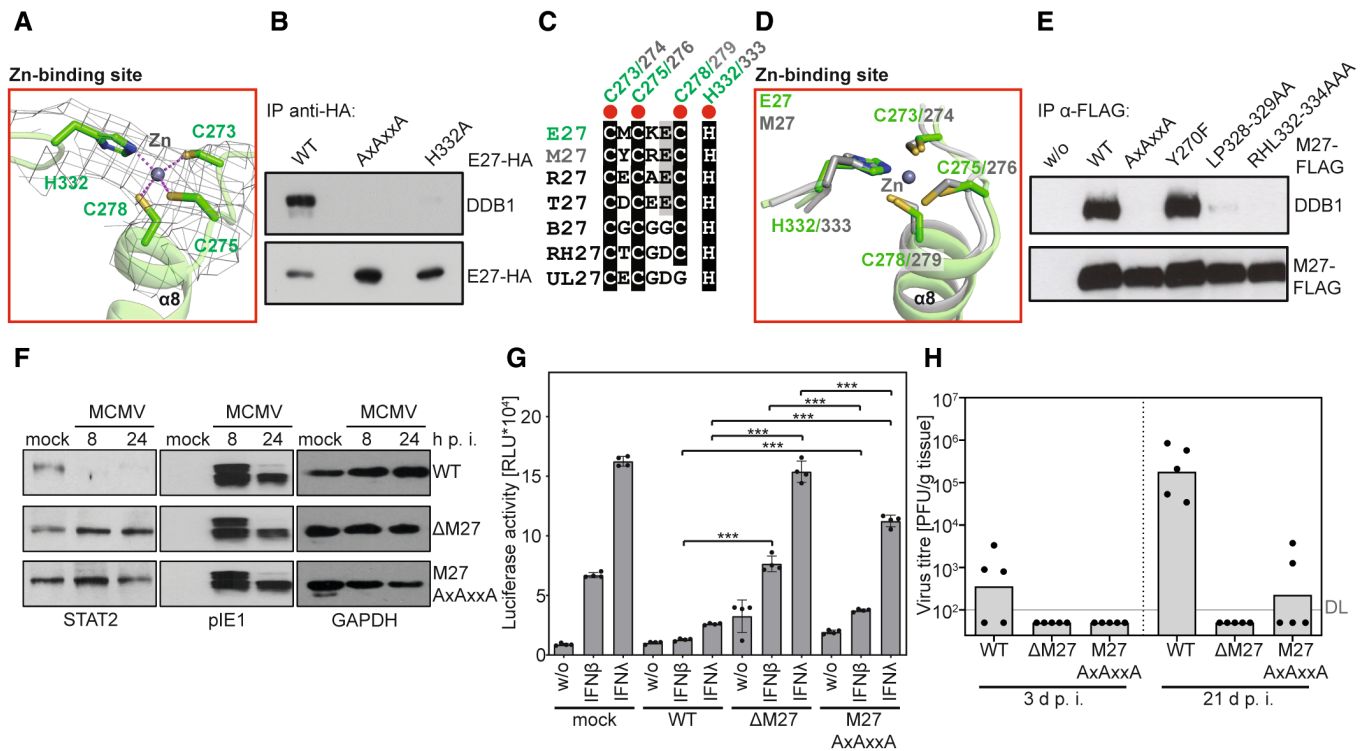 A
Zn-binding site
Zn
C273
H332
C278
C275
α8
B
IP anti-HA:
WT
AxAxxA
H332A
E27-HA
DDB1
E27-HA
C
C273/274
C275/276
C278/279
H332/333
E27 CMCKEC H
M27 CYCREC H
R27 CECAEC H
T27 CDCEEC H
B27 CGCGGC H
RH27 CTCGDC H
UL27 CECGDG H
D
Zn-binding site
E27
M27
C273/274
C275/276
Zn
H332/333
C278/279
α8
E
IP α-FLAG:
w/o
WT
AxAxxA
Y270F
LP328-329AA
RHL332-334AAA
M27-
FLAG
DDB1
M27-
FLAG
F
MCMV MCMV MCMV
mock 8 24 mock 8 24 mock 8 24 h p. i.
WT
ΔM27
M27
AxAxxA
STAT2 pIE1 GAPDH
G
Luciferase activity [RLU*10⁴]
20
15
10
5
0
***
***
***
***
***
***
w/o IFNβ IFNλ w/o IFNβ IFNλ w/o IFNβ IFNλ w/o IFNβ IFNλ
mock WT ΔM27 M27
AxAxxA
H
Virus titre [PFU/g tissue]
10⁷
10⁶
10⁵
10⁴
10³
10²
DL
WT ΔM27 M27 WT ΔM27 M27
AxAxxA AxAxxA
3 d p. i. 21 d p. i.